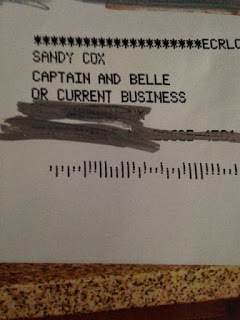 ********************ECRLO
SANDY COX
CAPTAIN AND BELLE
OR CURRENT BUSINESS